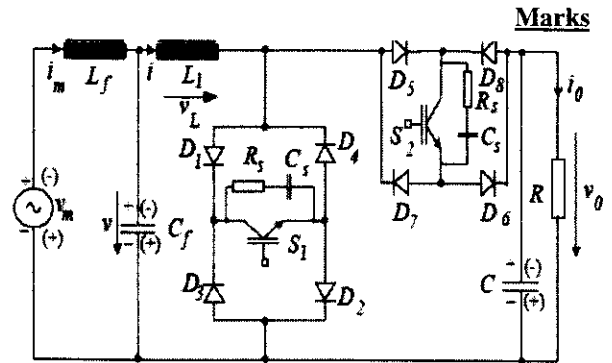 Marks
i_m L_f i L_1
v_L
D_5 D_8
R_s
S_2 C_s
D_7 D_6
i_0
R v_0
D_1 R_s C_s D_4
S_1
D_3 D_2
+ (-)
v_m
- (+)
v + (-)
C_f
- (+)
C + (-)
- (+)